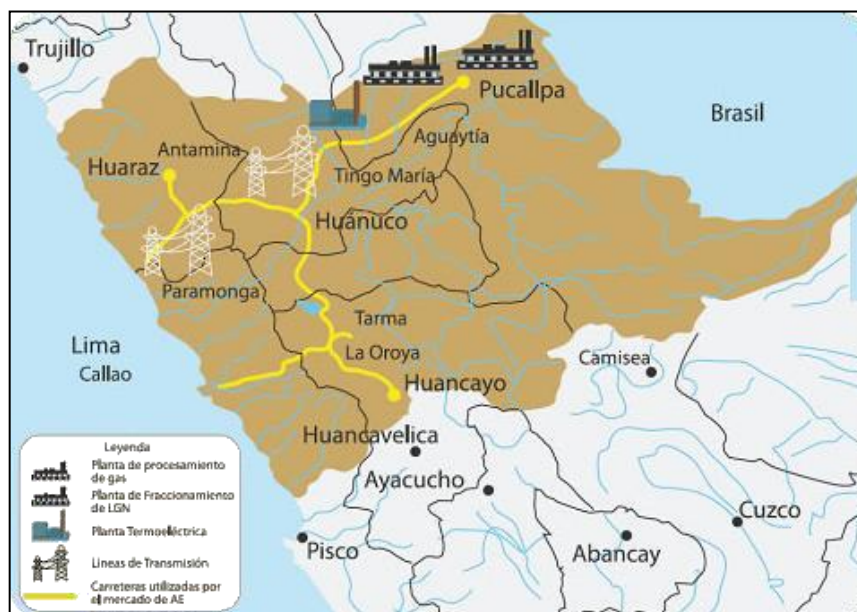 Trujillo
Pucallpa
Brasil
Aguaytía
Antamina
Huaraz
Tingo María
Huánuco
Paramonga
Tarma
Lima
Callao
La Oroya
Camisea
Huancayo
Huancavelica
Ayacucho
Cuzco
Pisco
Abancay
Leyenda
Planta de procesamiento
de gas
Planta de Fraccionamiento
de LGN
Planta Termoeléctrica
Lineas de Transmisión
Carreteras utilizadas por
el mercado de AE